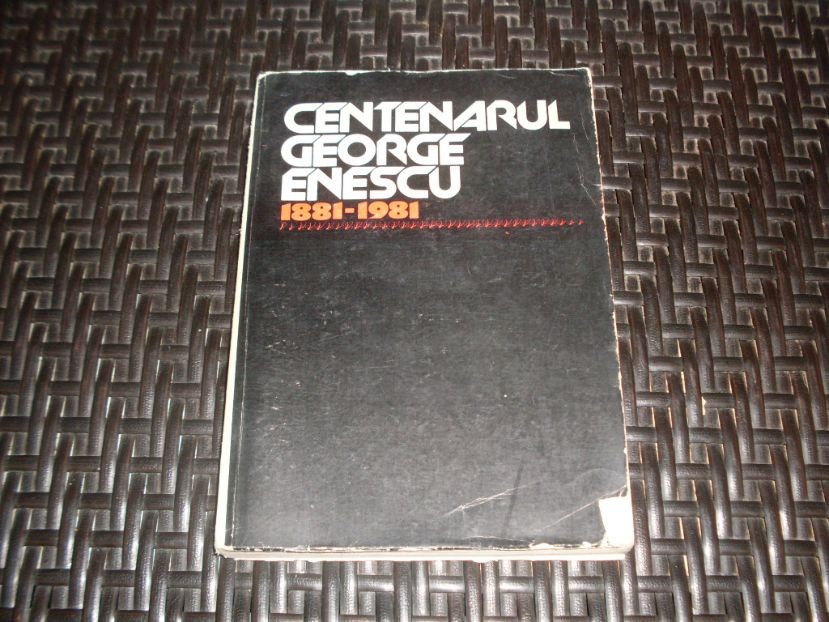 CENTENARUL
GEORGE
ENESCU
1881-1981